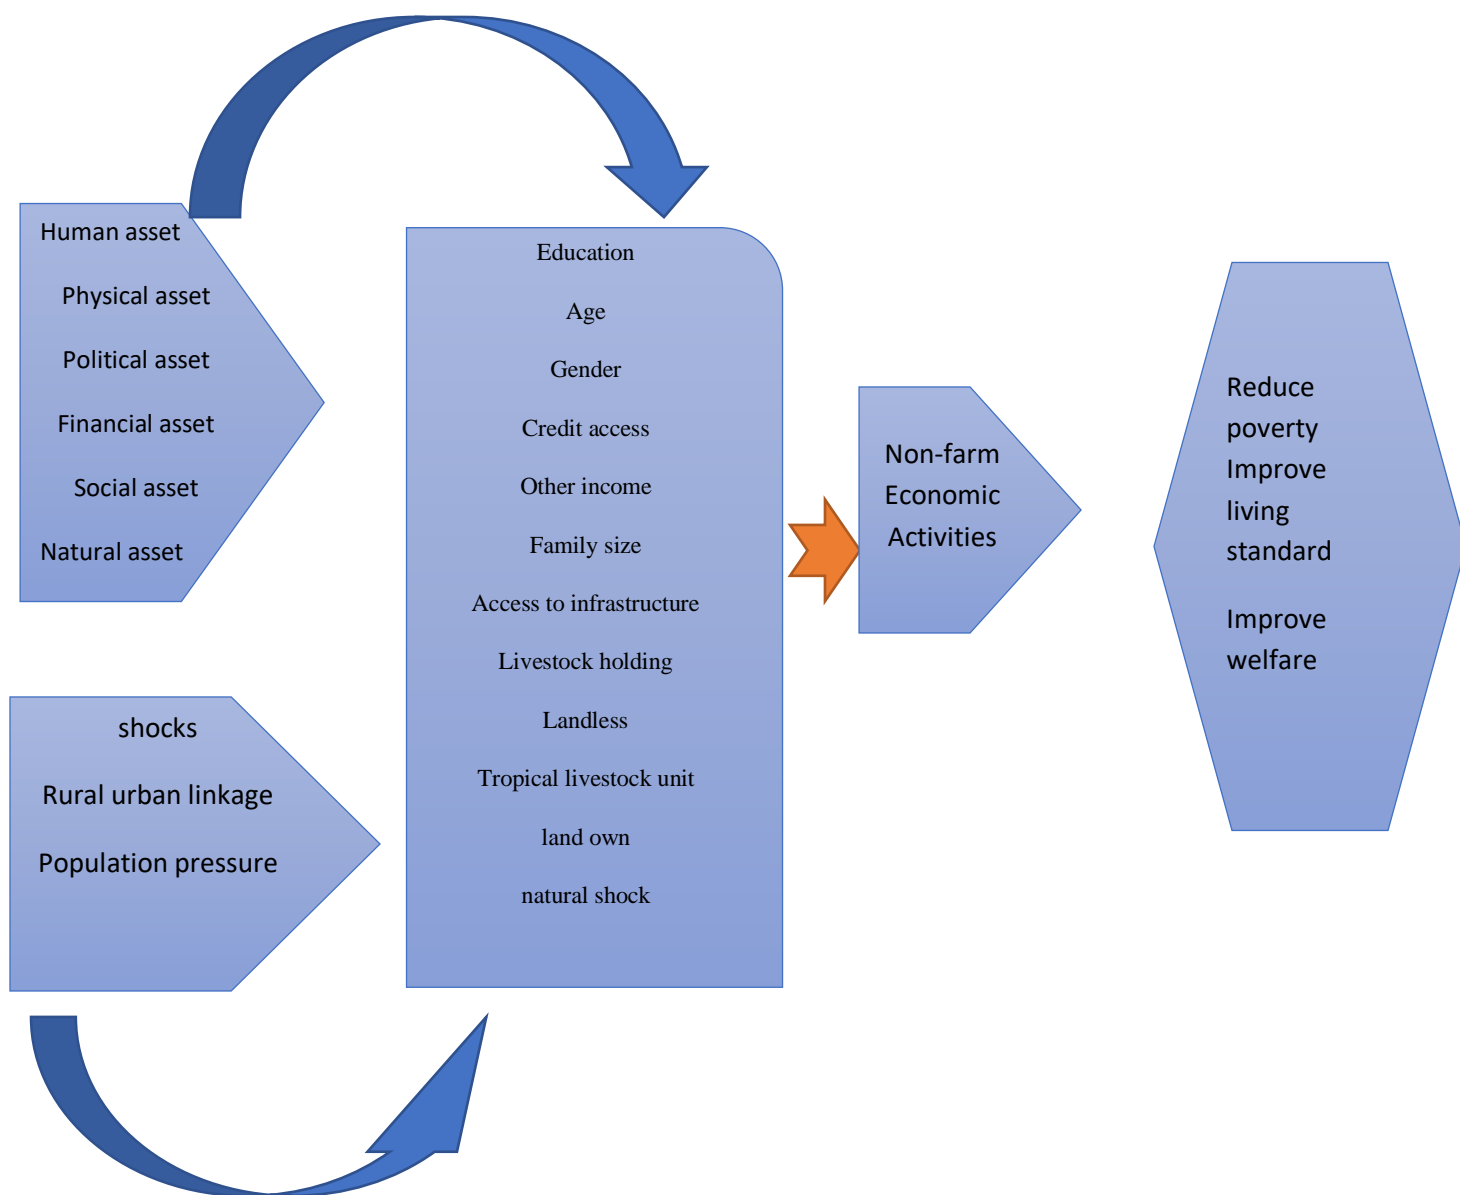 Human asset
Physical asset
Political asset
Financial asset
Social asset
Natural asset
shocks
Rural urban linkage
Population pressure
Education
Age
Gender
Credit access
Other income
Family size
Access to infrastructure
Livestock holding
Landless
Tropical livestock unit
land own
natural shock
Non-farm
Economic
Activities
Reduce
poverty
Improve
living
standard
Improve
welfare